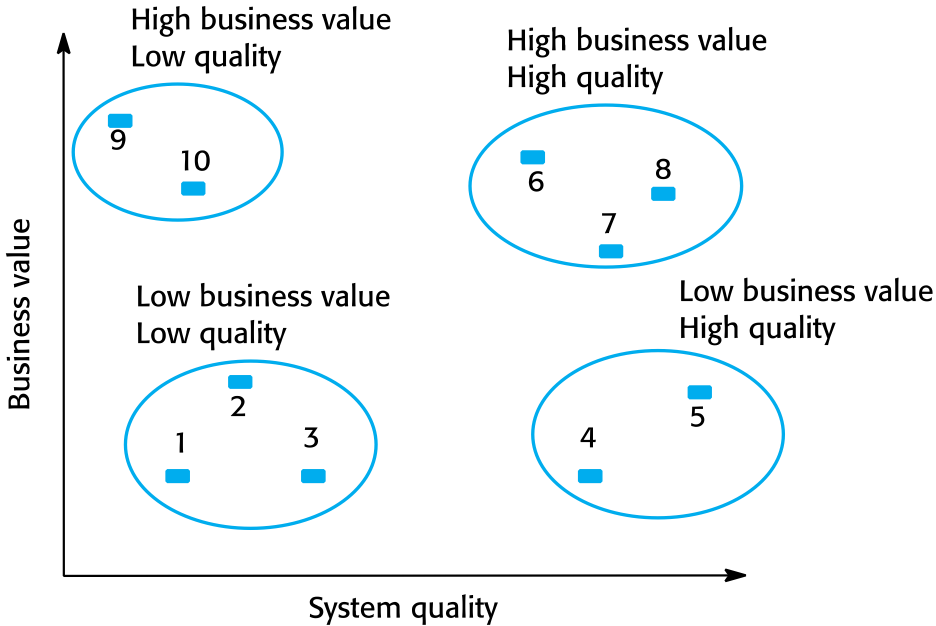 High business value
Low quality
High business value
High quality
9
10
6
8
7
Business value
Low business value
Low quality
Low business value
High quality
2
1
3
5
4
System quality